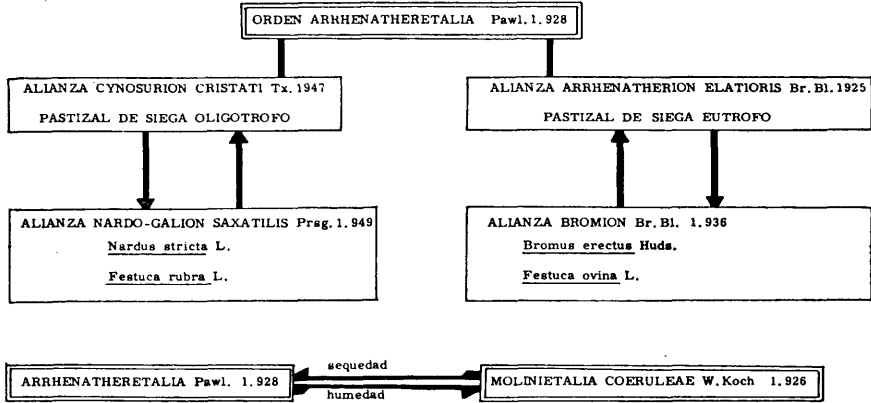 ORDEN ARRHENATHERETALIA Pawl.1.928
ALIANZA CYNOSURION CRISTATI Tx.1947
PASTIZAL DE SIEGA OLIGOTROFO
ALIANZA ARRHENATHERION ELATIORIS Br.Bl.1925
PASTIZAL DE SIEGA EUTROFO
ALIANZA NARDO-GALION SAXATILIS Prsg.1.949
Nardus stricta L.
Festuca rubra L.
ALIANZA BROMION Br.Bl. 1.936
Bromus erectus Huds.
Festuca ovina L.
ARRHENATHERETALIA Pawl. 1.928
sequedad
humedad
MOLINIETALIA COERULEAE W.Koch 1.926